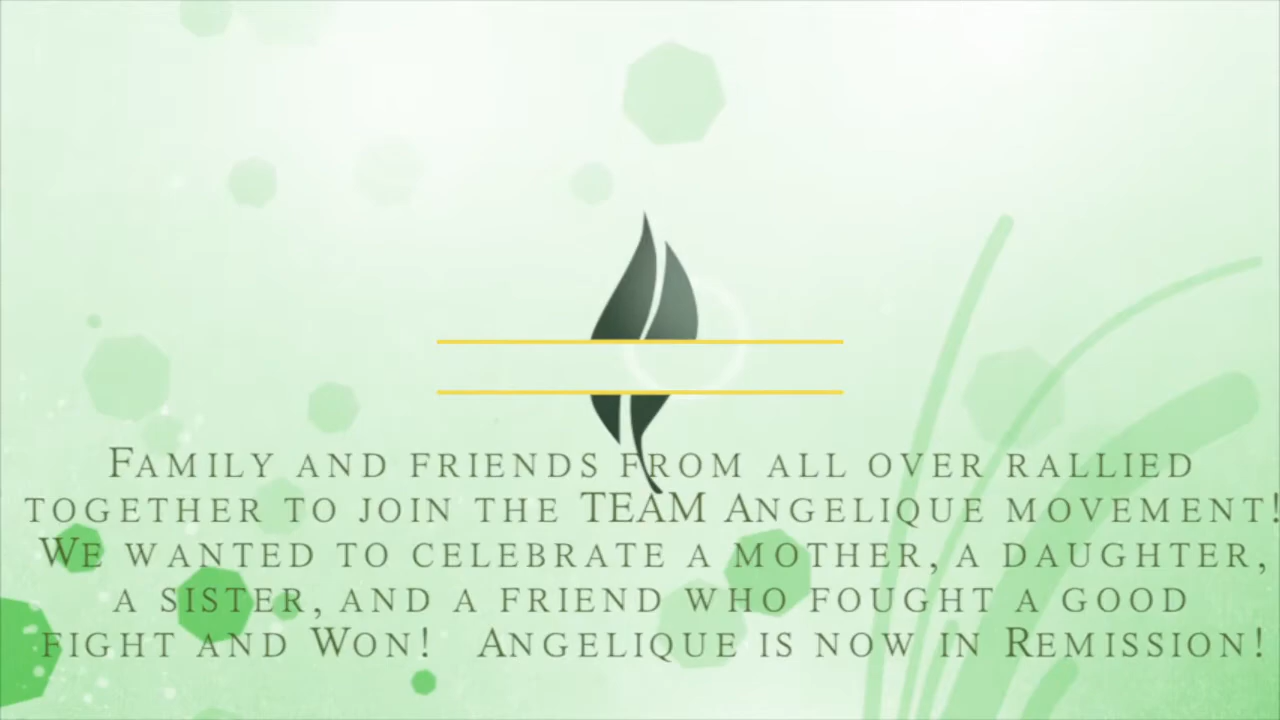 Family and friends from all over rallied
together to join the TEAM Angelique movement!
We wanted to celebrate a mother, a daughter,
a sister, and a friend who fought a good
fight and Won! Angelique is now in Remission!